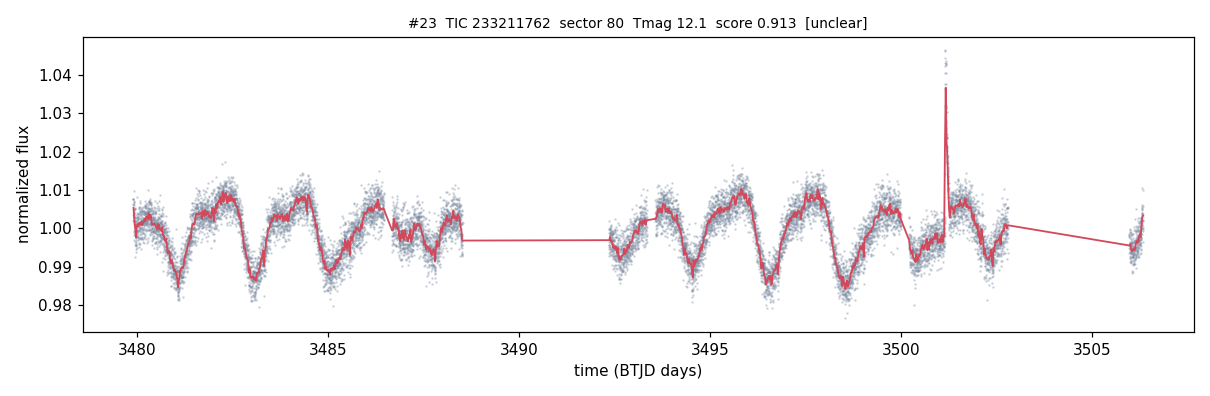 #23  TIC 233211762  sector 80  Tmag 12.1  score 0.913  [unclear]
normalized flux
1.04
1.03
1.02
1.01
1.00
0.99
0.98
3480 3485 3490 3495 3500 3505
time (BTJD days)